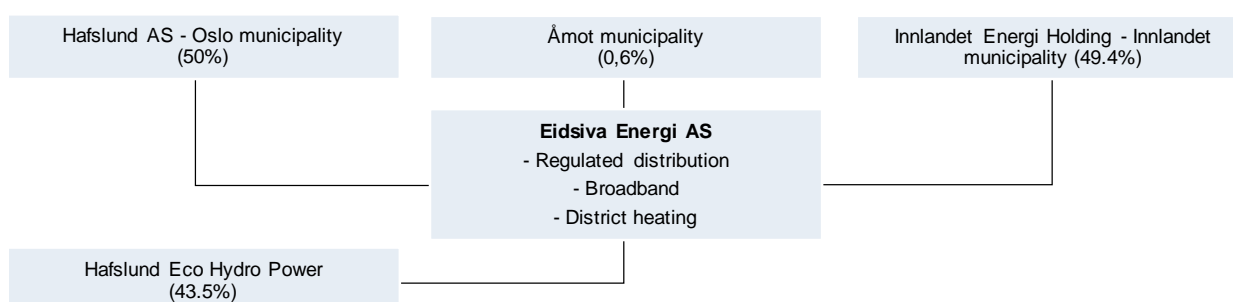 Hafslund AS - Oslo municipality
(50%)
Åmot municipality
(0,6%)
Innlandet Energi Holding - Innlandet
municipality (49.4%)
Eidsiva Energi AS
- Regulated distribution
- Broadband
- District heating
Hafslund Eco Hydro Power
(43.5%)